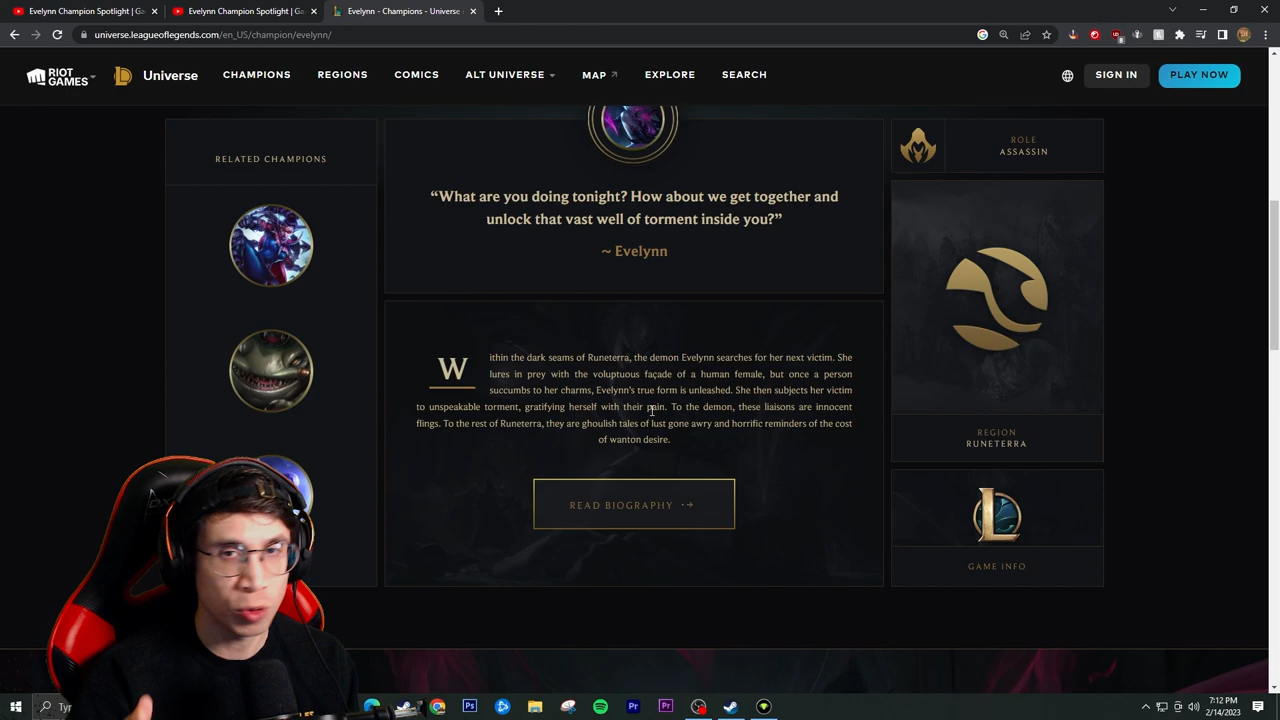 Evelynn Champion Spotlight | Ga
Evelynn Champion Spotlight | Ga
Evelynn - Champions - Universe
universe.leagueoflegends.com/en_US/champion/evelynn/
RIOT GAMES
Universe
CHAMPIONS
REGIONS
COMICS
ALT UNIVERSE
MAP
EXPLORE
SEARCH
SIGN IN
PLAY NOW
RELATED CHAMPIONS
“What are you doing tonight? How about we get together and
unlock that vast well of torment inside you?”
~ Evelynn
Within the dark seams of Runeterra, the demon Evelynn searches for her next victim. She
lures in prey with the voluptuous façade of a human female, but once a person
succumbs to her charms, Evelynn’s true form is unleashed. She then subjects her victim
to unspeakable torment, gratifying herself with their pain. To the demon, these liaisons are innocent
flings. To the rest of Runeterra, they are ghoulish tales of lust gone awry and horrific reminders of the cost
of wanton desire.
READ BIOGRAPHY
ROLE
ASSASSIN
REGION
RUNETERRA
GAME INFO
Ty
7:12 PM
2/14/2023